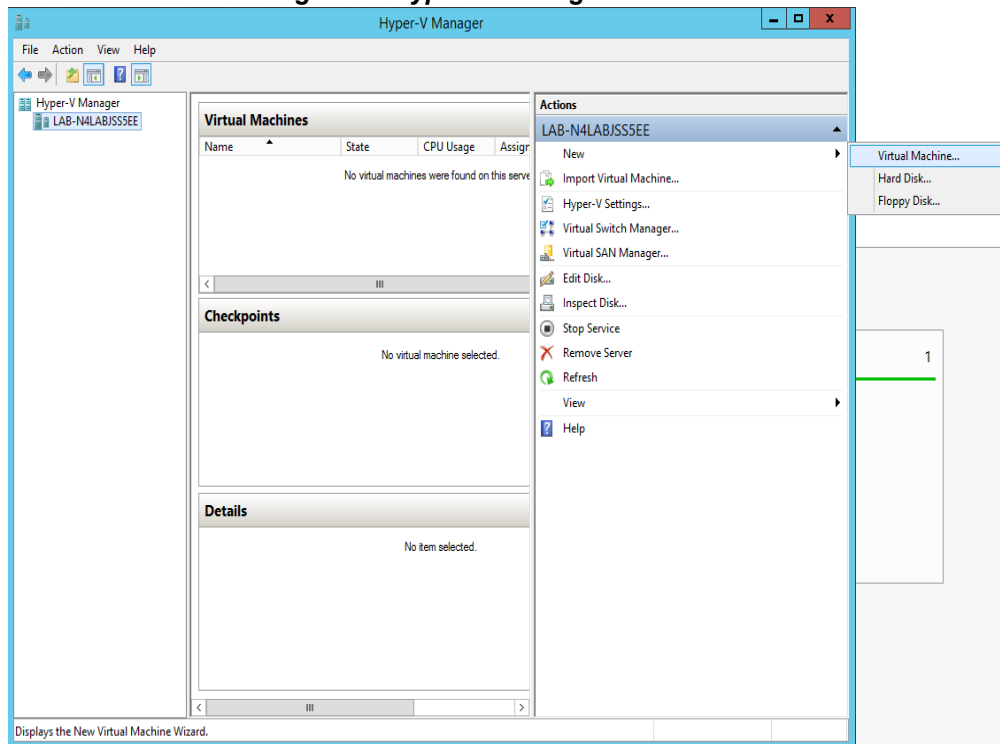 Hyper-V Manager
File Action View Help
Hyper-V Manager
LAB-N4LABJSS5EE
Virtual Machines
Name State CPU Usage Assign
No virtual machines were found on this serve
Checkpoints
No virtual machine selected.
Details
No item selected.
Actions
LAB-N4LABJSS5EE
New
Import Virtual Machine...
Hyper-V Settings...
Virtual Switch Manager...
Virtual SAN Manager...
Edit Disk...
Inspect Disk...
Stop Service
Remove Server
Refresh
View
Help
Virtual Machine...
Hard Disk...
Floppy Disk...
1
Displays the New Virtual Machine Wizard.